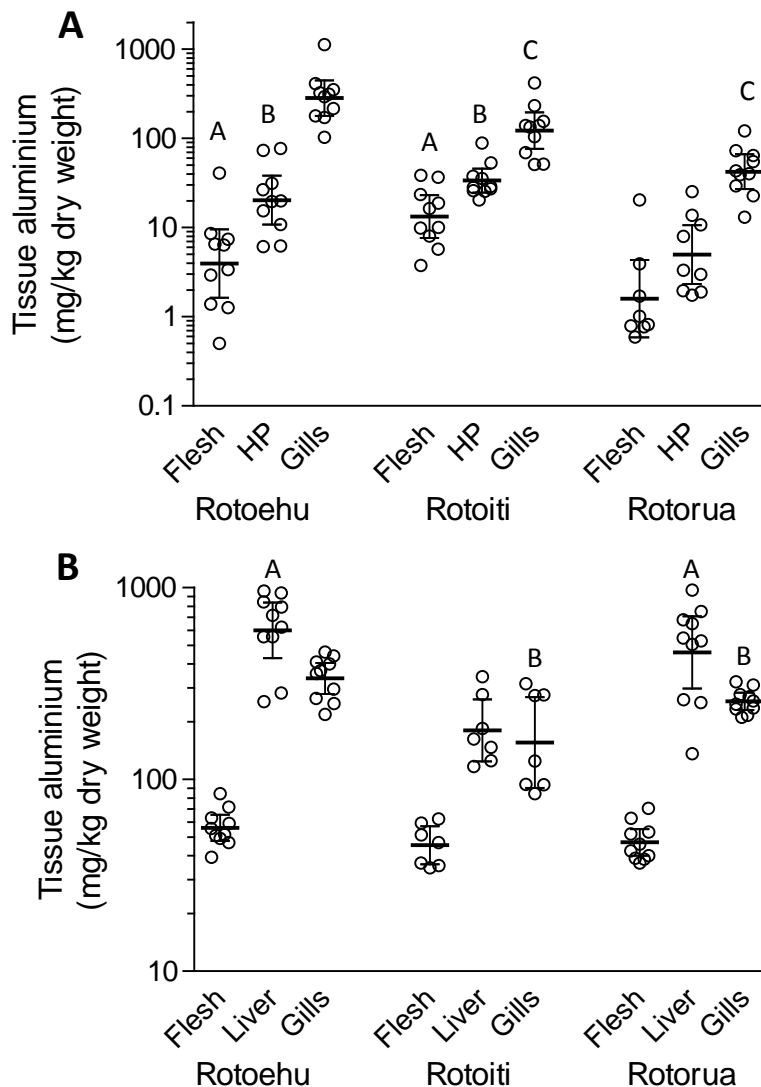 A
Tissue aluminium
(mg/kg dry weight)
1000
100
10
1
0.1
A
B
A
B
C
C
Flesh
HP
Gills
Flesh
HP
Gills
Flesh
HP
Gills
Rotoehu
Rotoiti
Rotorua
B
Tissue aluminium
(mg/kg dry weight)
1000
100
10
A
B
A
B
Flesh
Liver
Gills
Flesh
Liver
Gills
Flesh
Liver
Gills
Rotoehu
Rotoiti
Rotorua